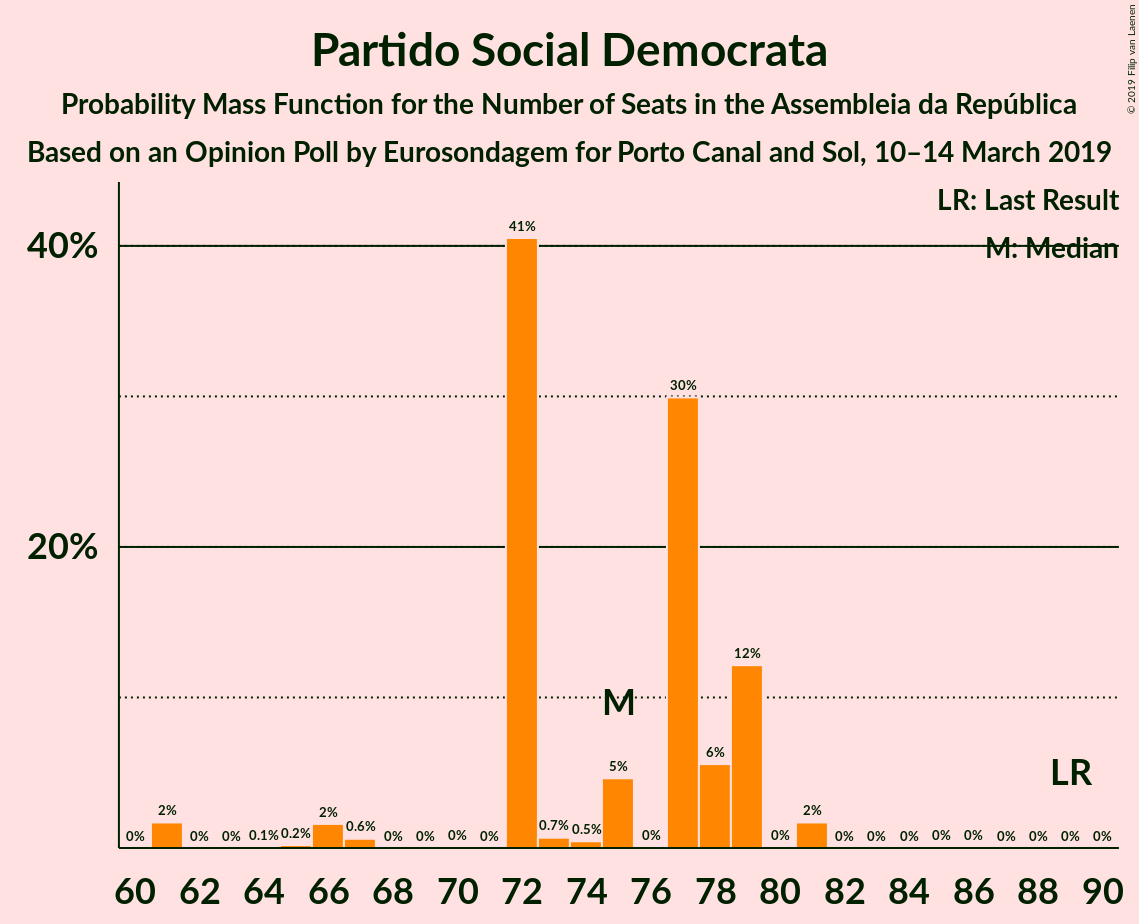 Partido Social Democrata
Probability Mass Function for the Number of Seats in the Assembleia da República
Based on an Opinion Poll by Eurosondagem for Porto Canal and Sol, 10–14 March 2019
© 2019 Filip van Laenen
LR: Last Result
M: Median
40%
20%
0% 2% 0% 0% 0.1% 0.2% 2% 0.6% 0% 0% 0% 0% 41% 0.7% 0.5% 5% 0% 30% 6% 12% 0% 2% 0% 0% 0% 0% 0% 0% 0% 0% 0%
M
LR
60 62 64 66 68 70 72 74 76 78 80 82 84 86 88 90